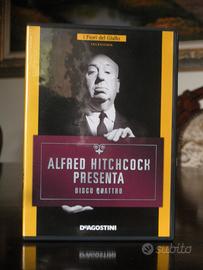 i Fiori del Giallo
ALFRED HITCHCOCK
PRESENTA
DISCO QUATTRO
DeAGOSTINI
subito